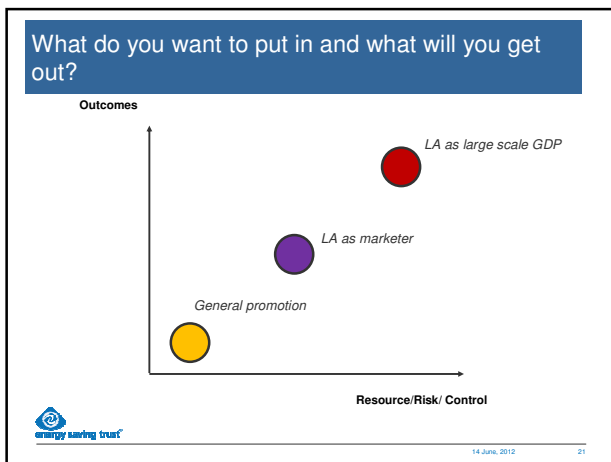 What do you want to put in and what will you get
out?
Outcomes
LA as large scale GDP
LA as marketer
General promotion
Resource/Risk/ Control
energy saving trust
14 June, 2012
21